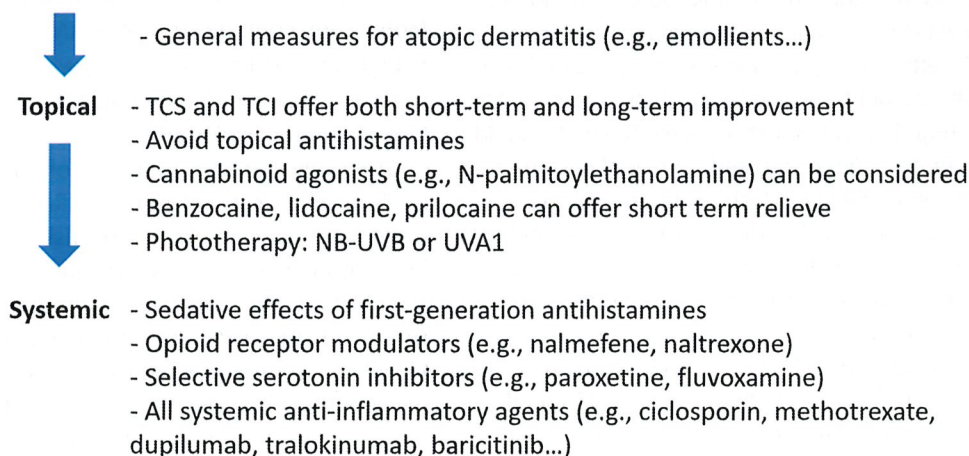 - General measures for atopic dermatitis (e.g., emollients...)
Topical - TCS and TCI offer both short-term and long-term improvement
- Avoid topical antihistamines
- Cannabinoid agonists (e.g., N-palmitoylethanolamine) can be considered
- Benzocaine, lidocaine, prilocaine can offer short term relieve
- Phototherapy: NB-UVB or UVA1
Systemic - Sedative effects of first-generation antihistamines
- Opioid receptor modulators (e.g., nalmefene, naltrexone)
- Selective serotonin inhibitors (e.g., paroxetine, fluvoxamine)
- All systemic anti-inflammatory agents (e.g., ciclosporin, methotrexate,
dupilumab, tralokinumab, baricitinib...)